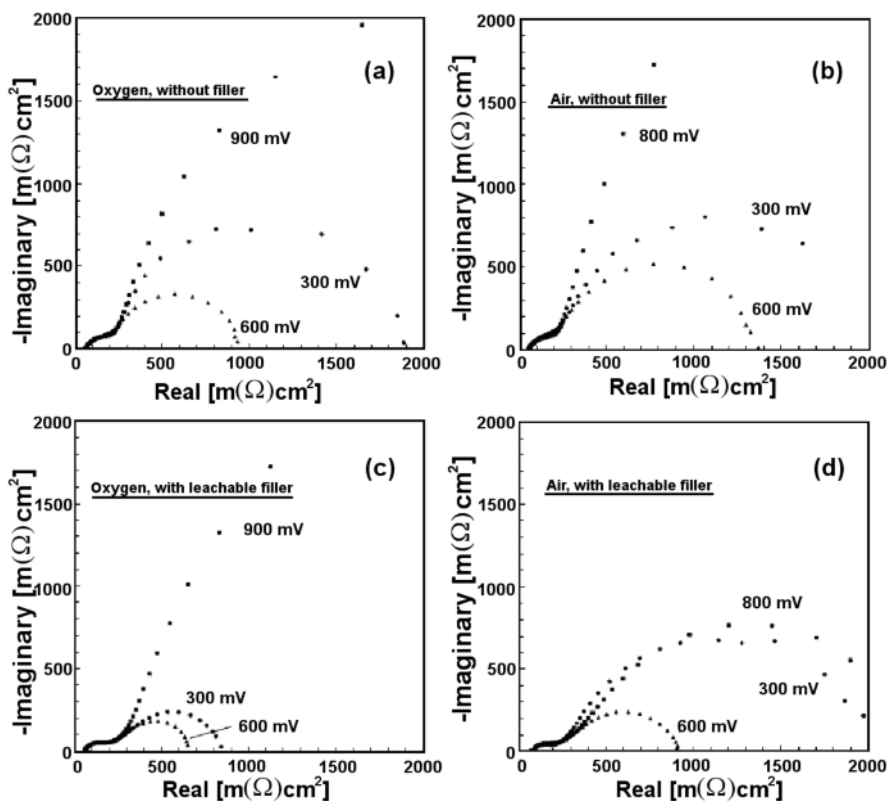 2000
(a)
Oxygen, without filler
1500
900 mV
1000
500
300 mV
600 mV
0
0 500 1000 1500 2000
-Imaginary [m(Ω)cm²]
Real [m(Ω)cm²]
2000
(b)
Air, without filler
1500
800 mV
1000
300 mV
500
600 mV
0
0 500 1000 1500 2000
-Imaginary [m(Ω)cm²]
Real [m(Ω)cm²]
2000
(c)
Oxygen, with leachable filler
1500
900 mV
1000
500
300 mV
600 mV
0
0 500 1000 1500 2000
-Imaginary [m(Ω)cm²]
Real [m(Ω)cm²]
2000
(d)
Air, with leachable filler
1500
1000
800 mV
500
300 mV
600 mV
0
0 500 1000 1500 2000
-Imaginary [m(Ω)cm²]
Real [m(Ω)cm²]